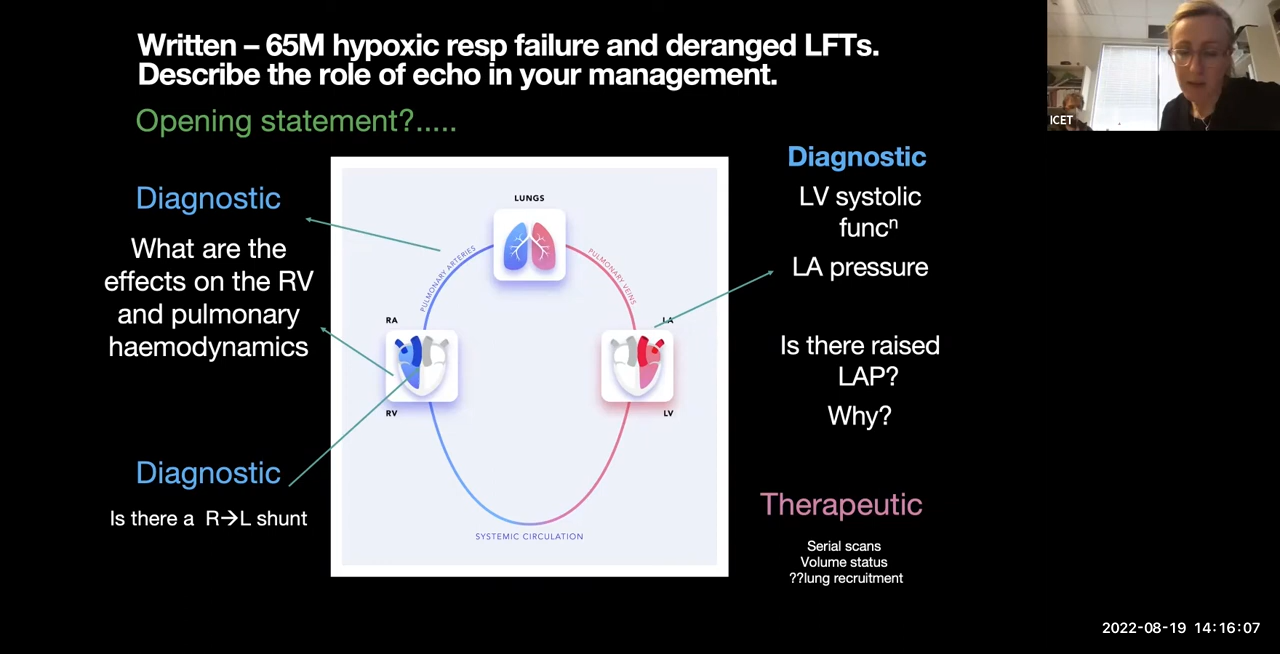 Written – 65M hypoxic resp failure and deranged LFTs.
Describe the role of echo in your management.
Opening statement?.....
ICET
Diagnostic
What are the
effects on the RV
and pulmonary
haemodynamics
Diagnostic
Is there a R→L shunt
LUNGS
PULMONARY ARTERIES
PULMONARY VEINS
RA
LA
RV
LV
SYSTEMIC CIRCULATION
Diagnostic
LV systolic
funcⁿ
LA pressure
Is there raised
LAP?
Why?
Therapeutic
Serial scans
Volume status
??lung recruitment
2022-08-19 14:16:07